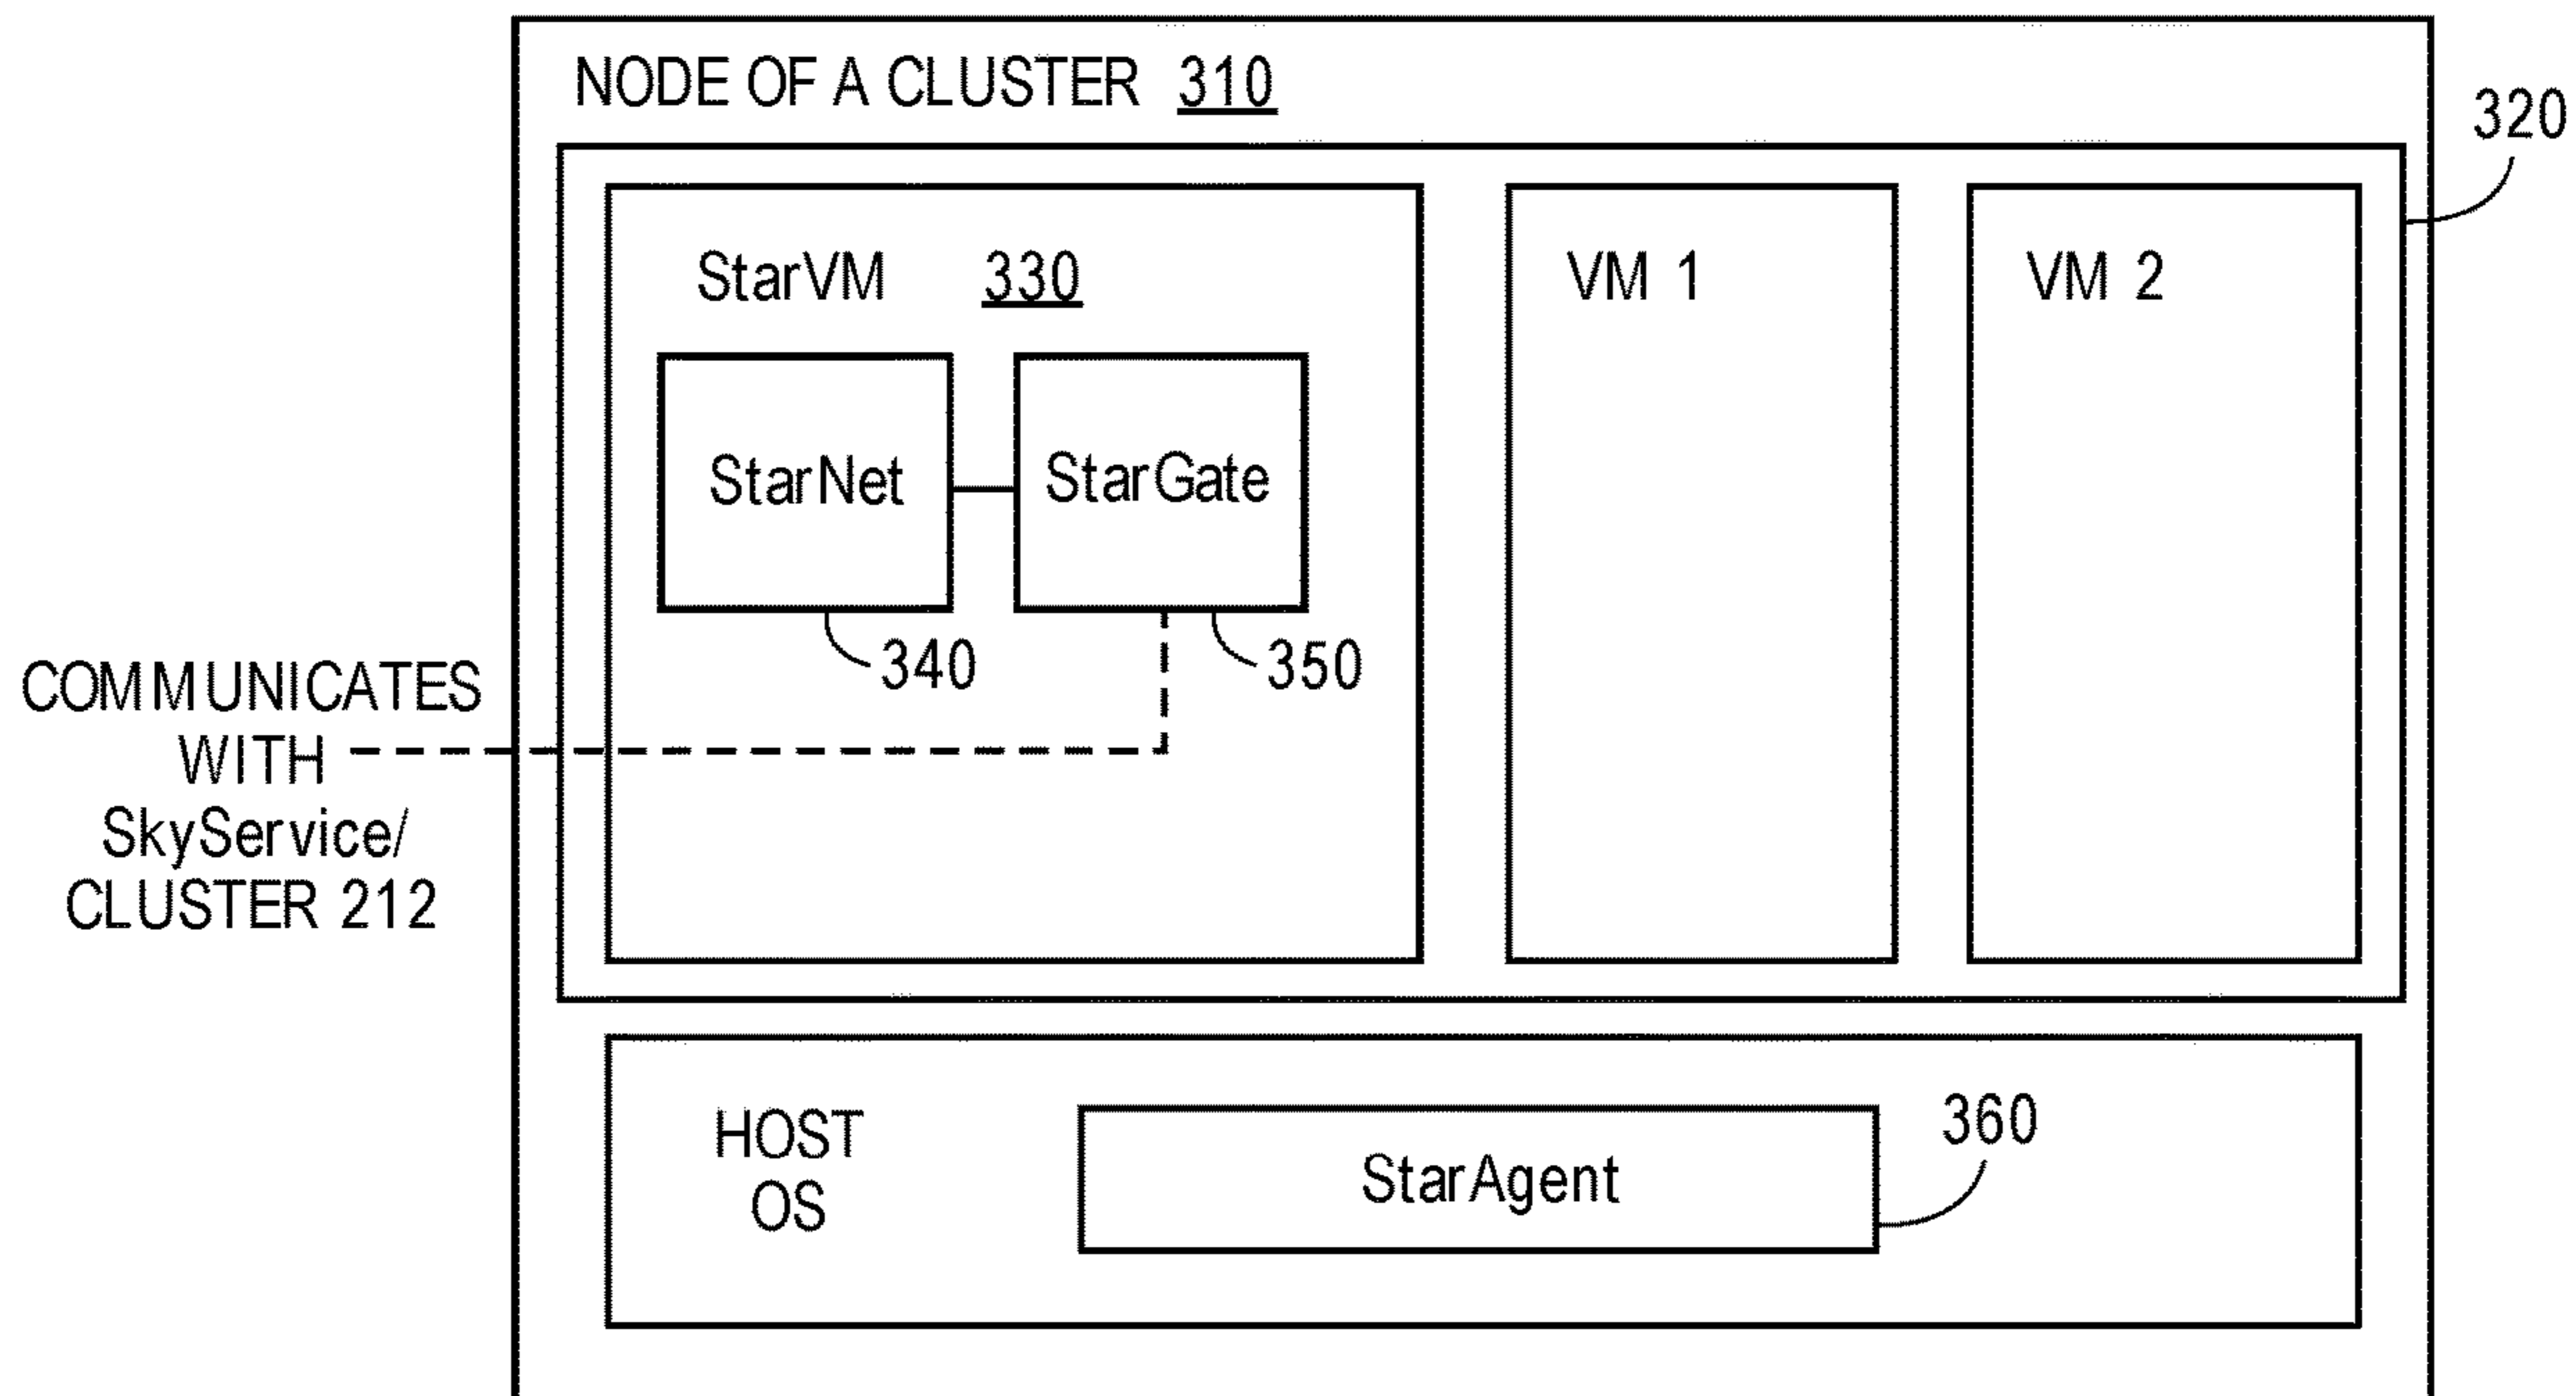 NODE OF A CLUSTER 310
320
StarVM 330
VM 1
VM 2
StarNet
StarGate
340
350
COMMUNICATES
WITH
SkyService/
CLUSTER 212
HOST
OS
StarAgent
360